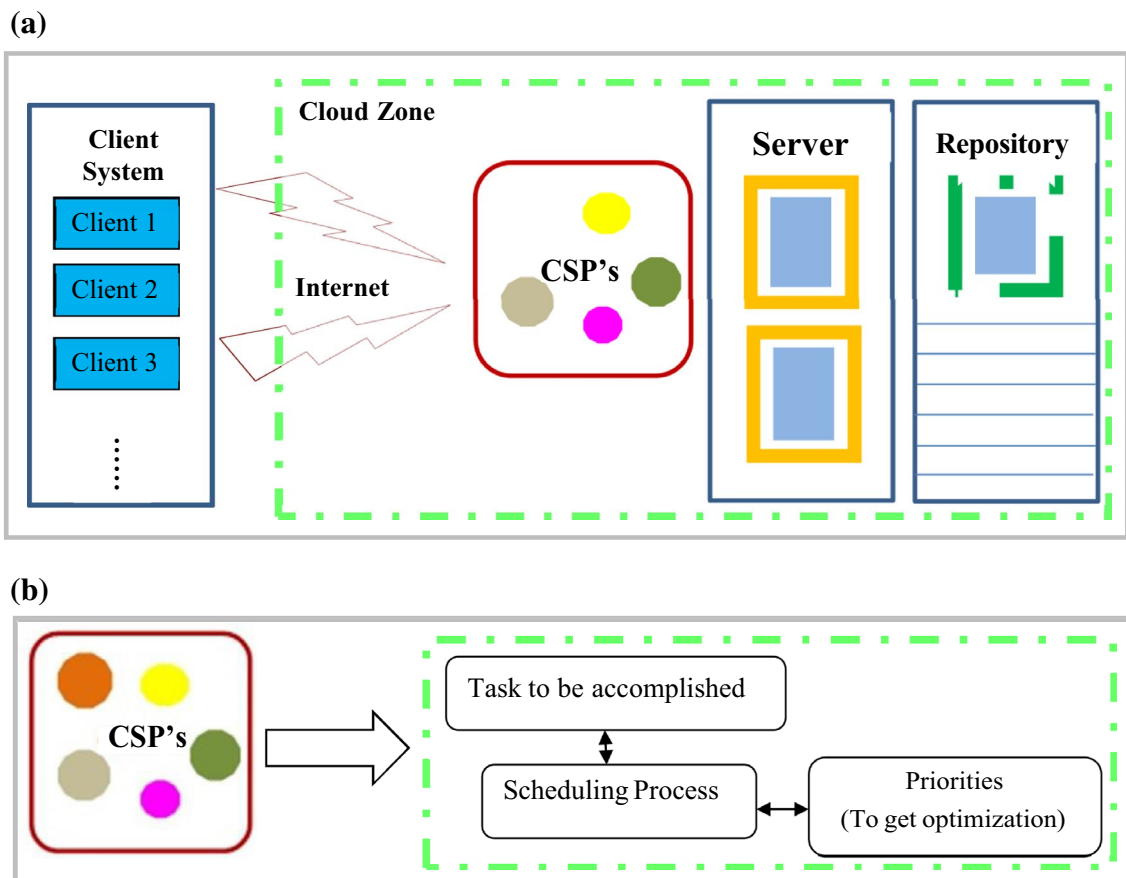 (a)
Client
System
Client 1
Client 2
Client 3
......
Cloud Zone
Internet
CSP’s
Server
Repository
(b)
CSP’s
Task to be accomplished
Scheduling Process
Priorities
(To get optimization)